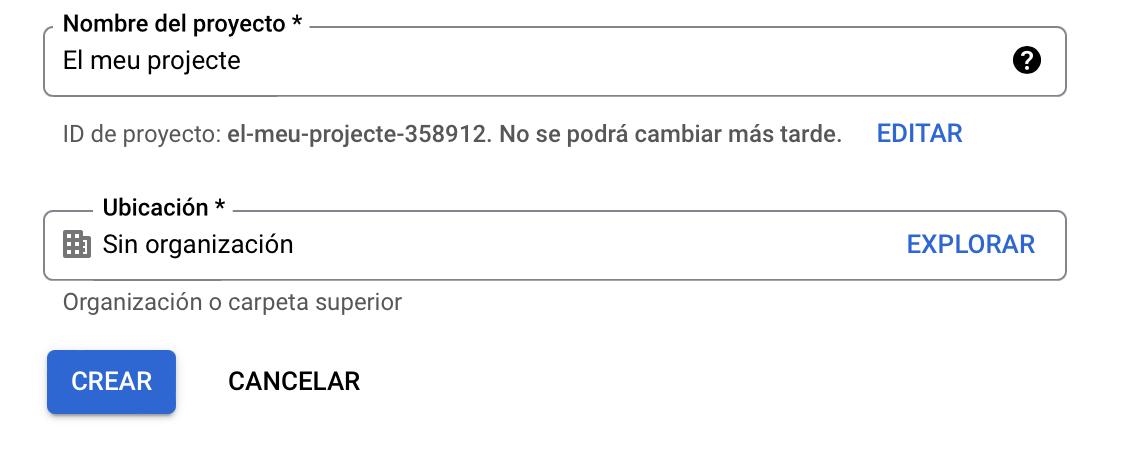 Nombre del proyecto *
El meu projecte
ID de proyecto: el-meu-projecte-358912. No se podrá cambiar más tarde. EDITAR
Ubicación *
Sin organización EXPLORAR
Organización o carpeta superior
CREAR CANCELAR